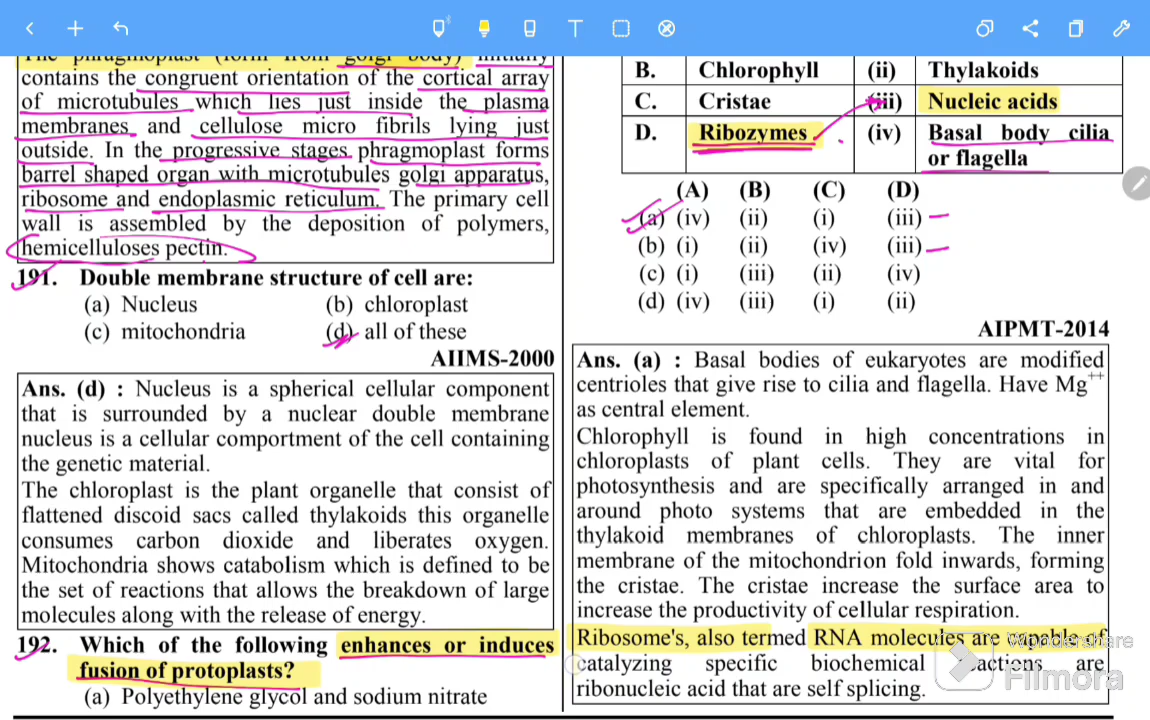 The phragmoplast (form from golgi body) initially
contains the congruent orientation of the cortical array
of microtubules which lies just inside the plasma
membranes and cellulose micro fibrils lying just
outside. In the progressive stages phragmoplast forms
barrel shaped organ with microtubules golgi apparatus,
ribosome and endoplasmic reticulum. The primary cell
wall is assembled by the deposition of polymers,
hemicelluloses pectin.
191. Double membrane structure of cell are:
(a) Nucleus (b) chloroplast
(c) mitochondria (d) all of these
AIIMS-2000
Ans. (d) : Nucleus is a spherical cellular component
that is surrounded by a nuclear double membrane
nucleus is a cellular comportment of the cell containing
the genetic material.
The chloroplast is the plant organelle that consist of
flattened discoid sacs called thylakoids this organelle
consumes carbon dioxide and liberates oxygen.
Mitochondria shows catabolism which is defined to be
the set of reactions that allows the breakdown of large
molecules along with the release of energy.
192. Which of the following enhances or induces
fusion of protoplasts?
(a) Polyethylene glycol and sodium nitrate
B. Chlorophyll (ii) Thylakoids
C. Cristae (iii) Nucleic acids
D. Ribozymes (iv) Basal body cilia
or flagella
(A) (B) (C) (D)
(a) (iv) (ii) (i) (iii)
(b) (i) (ii) (iv) (iii)
(c) (i) (iii) (ii) (iv)
(d) (iv) (iii) (i) (ii)
AIPMT-2014
Ans. (a) : Basal bodies of eukaryotes are modified
centrioles that give rise to cilia and flagella. Have Mg++
as central element.
Chlorophyll is found in high concentrations in
chloroplasts of plant cells. They are vital for
photosynthesis and are specifically arranged in and
around photo systems that are embedded in the
thylakoid membranes of chloroplasts. The inner
membrane of the mitochondrion fold inwards, forming
the cristae. The cristae increase the surface area to
increase the productivity of cellular respiration.
Ribosome's, also termed RNA molecules are of
catalyzing specific biochemical are
ribonucleic acid that are self splicing.
Wondershare
Filmora